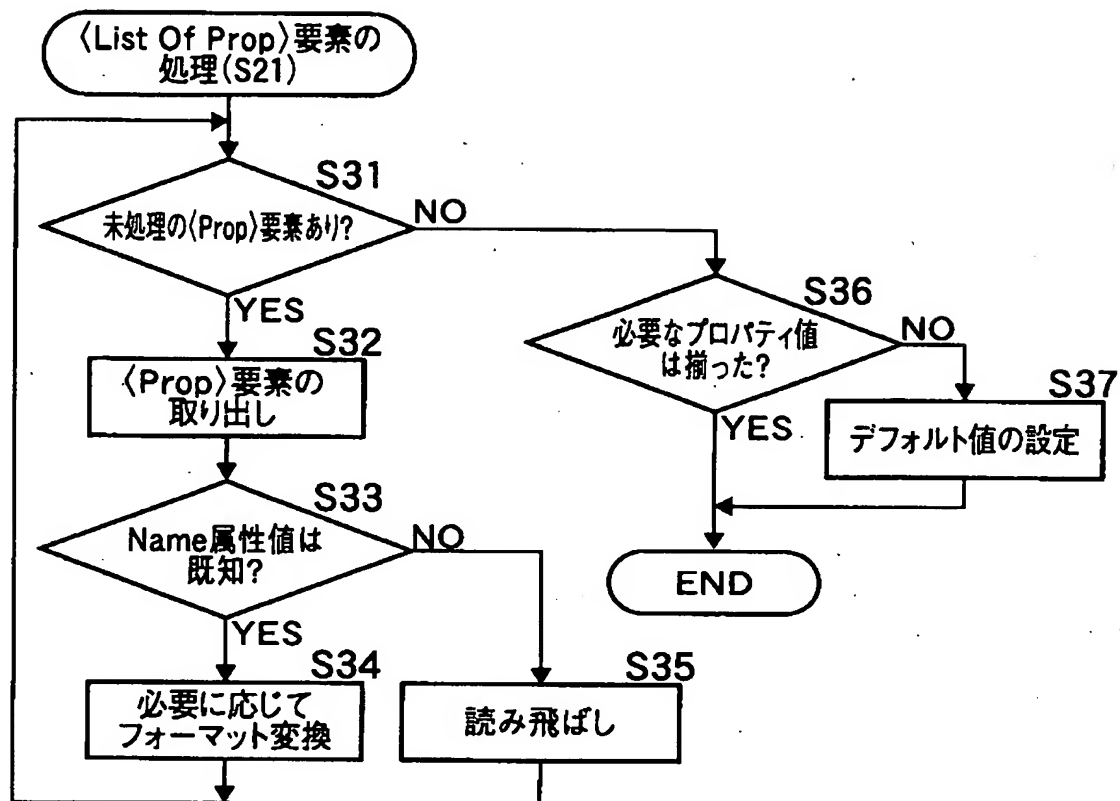 〈List Of Prop〉要素の
処理(S21)
S31
未処理の〈Prop〉要素あり?
NO
YES
S32
〈Prop〉要素の
取り出し
S33
Name属性値は
既知?
NO
YES
S34
必要に応じて
フォーマット変換
S35
読み飛ばし
S36
必要なプロパティ値
は揃った?
NO
YES
S37
デフォルト値の設定
END